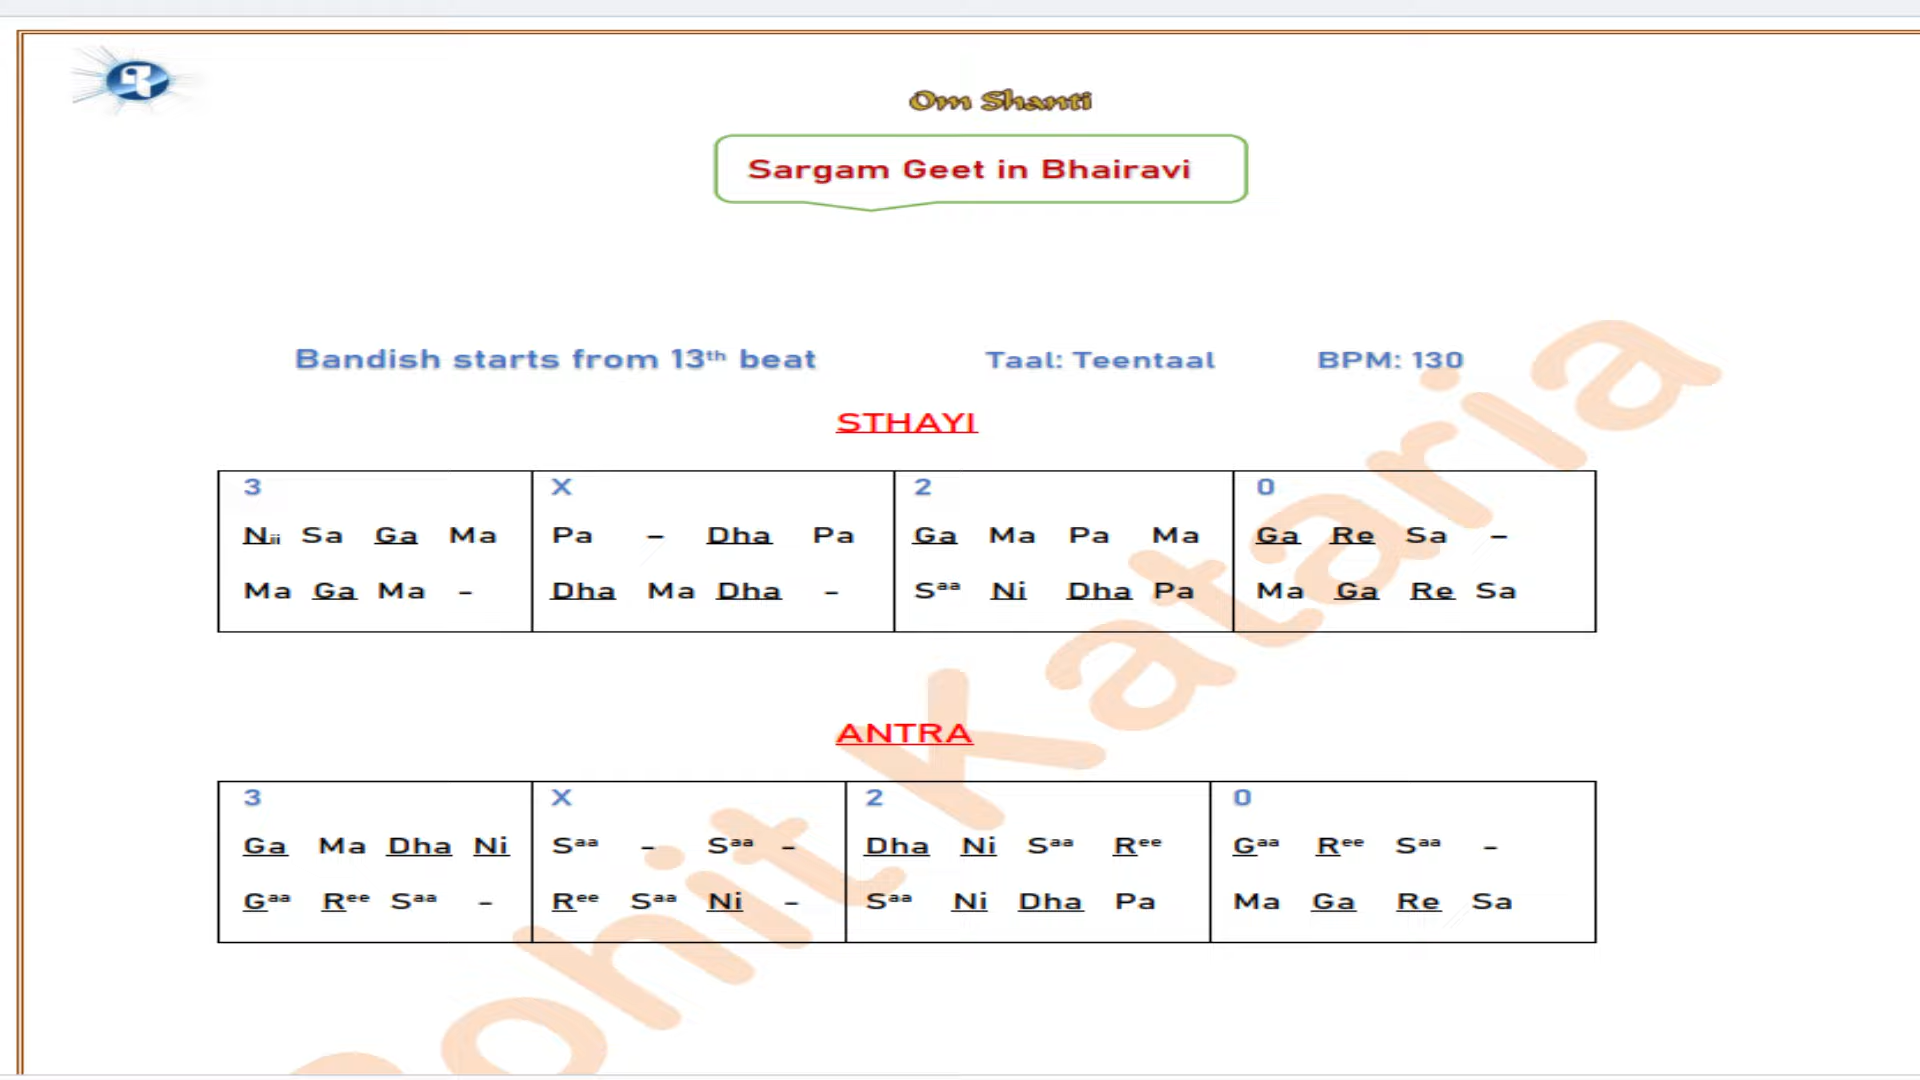 Om Shanti
Sargam Geet in Bhairavi
Bandish starts from 13th beat Taal: Teentaal BPM: 130
STHAYI
3 X 2 0
Nii Sa Ga Ma Pa – Dha Pa Ga Ma Pa Ma Ga Re Sa –
Ma Ga Ma - Dha Ma Dha - Saa Ni Dha Pa Ma Ga Re Sa
ANTRA
3 X 2 0
Ga Ma Dha Ni Saa - Saa - Dha Ni Saa Ree Gaa Ree Saa -
Gaa Ree Saa - Ree Saa Ni - Saa Ni Dha Pa Ma Ga Re Sa
Kataria